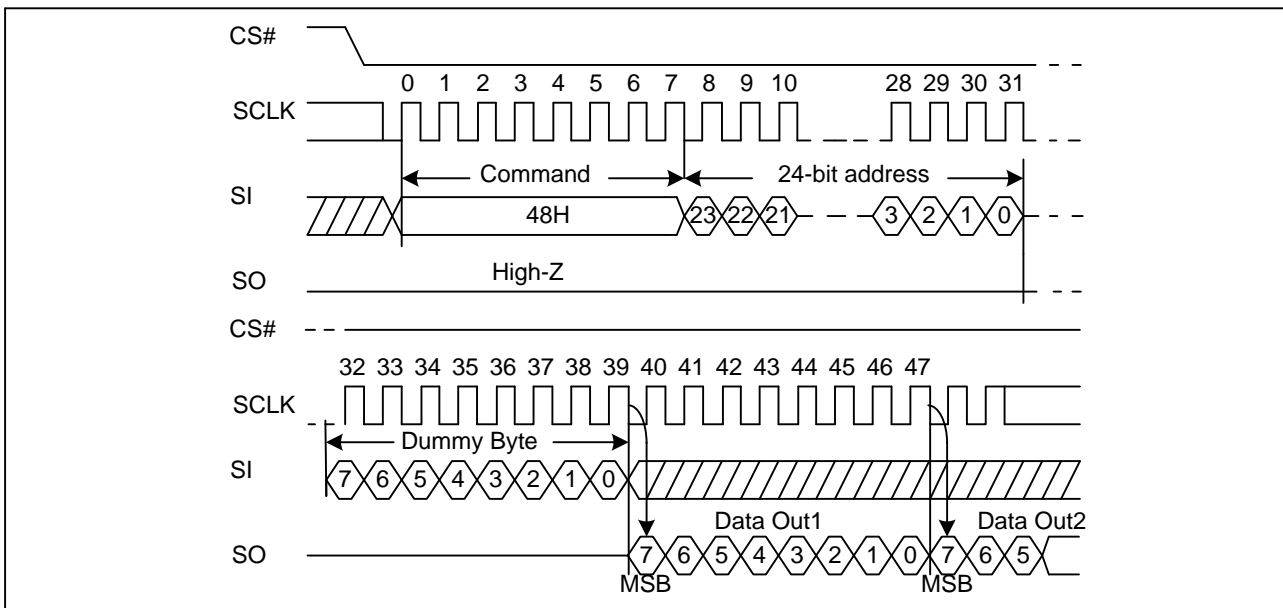 CS#
0 1 2 3 4 5 6 7 8 9 10 28 29 30 31
SCLK
Command 24-bit address
SI
48H 23 22 21 3 2 1 0
High-Z
SO
CS#
32 33 34 35 36 37 38 39 40 41 42 43 44 45 46 47
SCLK
Dummy Byte
SI
7 6 5 4 3 2 1 0
Data Out1 Data Out2
SO
7 6 5 4 3 2 1 0 7 6 5
MSB MSB